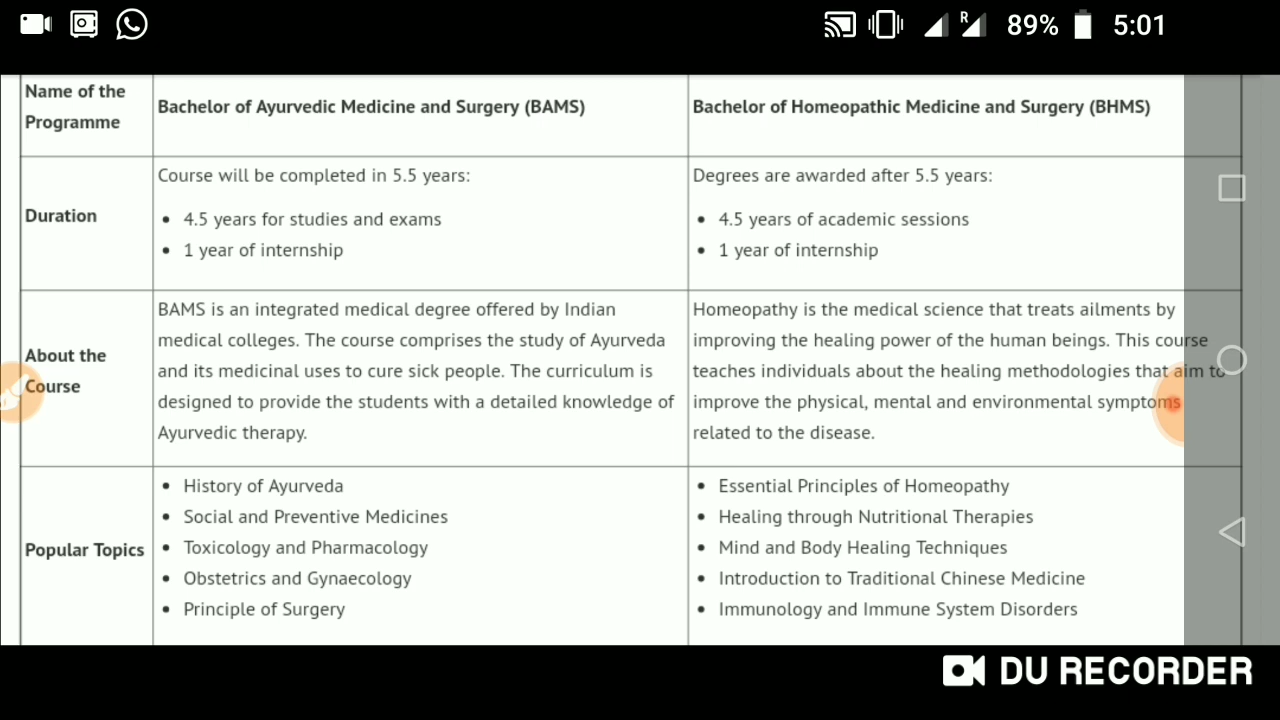 R 89% 5:01
Name of the
Programme
Bachelor of Ayurvedic Medicine and Surgery (BAMS)
Bachelor of Homeopathic Medicine and Surgery (BHMS)
Duration
Course will be completed in 5.5 years:
• 4.5 years for studies and exams
• 1 year of internship
Degrees are awarded after 5.5 years:
• 4.5 years of academic sessions
• 1 year of internship
About the
Course
BAMS is an integrated medical degree offered by Indian
medical colleges. The course comprises the study of Ayurveda
and its medicinal uses to cure sick people. The curriculum is
designed to provide the students with a detailed knowledge of
Ayurvedic therapy.
Homeopathy is the medical science that treats ailments by
improving the healing power of the human beings. This course
teaches individuals about the healing methodologies that aim to
improve the physical, mental and environmental symptoms
related to the disease.
Popular Topics
• History of Ayurveda
• Social and Preventive Medicines
• Toxicology and Pharmacology
• Obstetrics and Gynaecology
• Principle of Surgery
• Essential Principles of Homeopathy
• Healing through Nutritional Therapies
• Mind and Body Healing Techniques
• Introduction to Traditional Chinese Medicine
• Immunology and Immune System Disorders
DU RECORDER